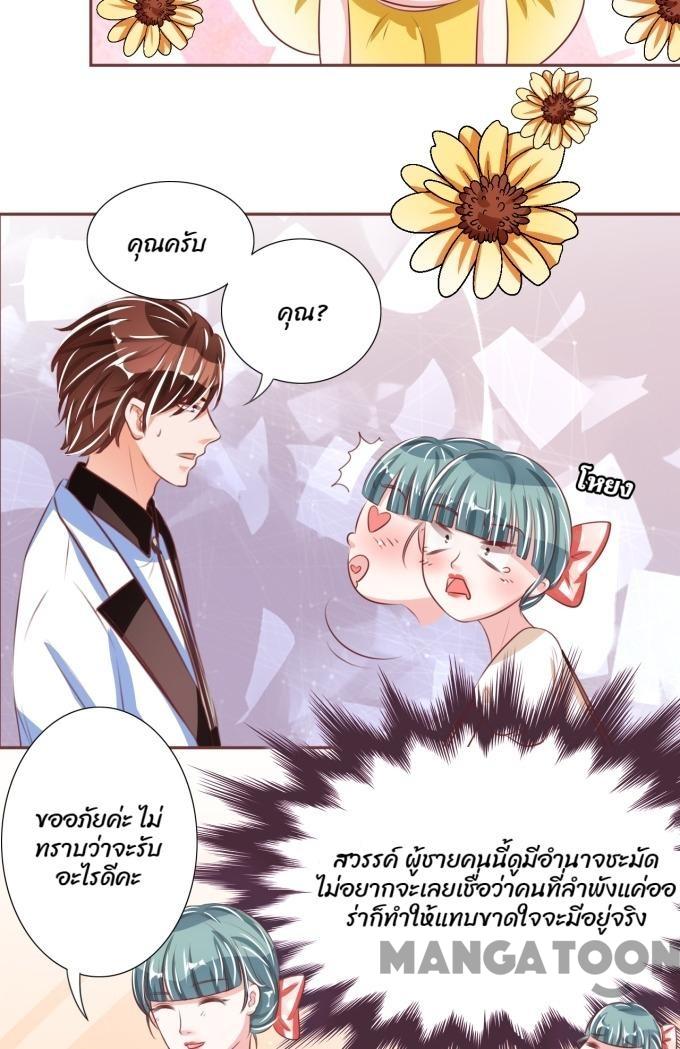 คุณครับ
คุณ?
โหยง
ขออภัยค่ะ ไม่
ทราบว่าจะรับ
อะไรดีคะ
สวรรค์ ผู้ชายคนนี้ดูมีอำนาจชะมัด
ไม่อยากจะเลยเชื่อว่าคนที่ลำพังแค่ออ
ร่าก็ทำให้แทบขาดใจจะมีอยู่จริง
MANGATOON